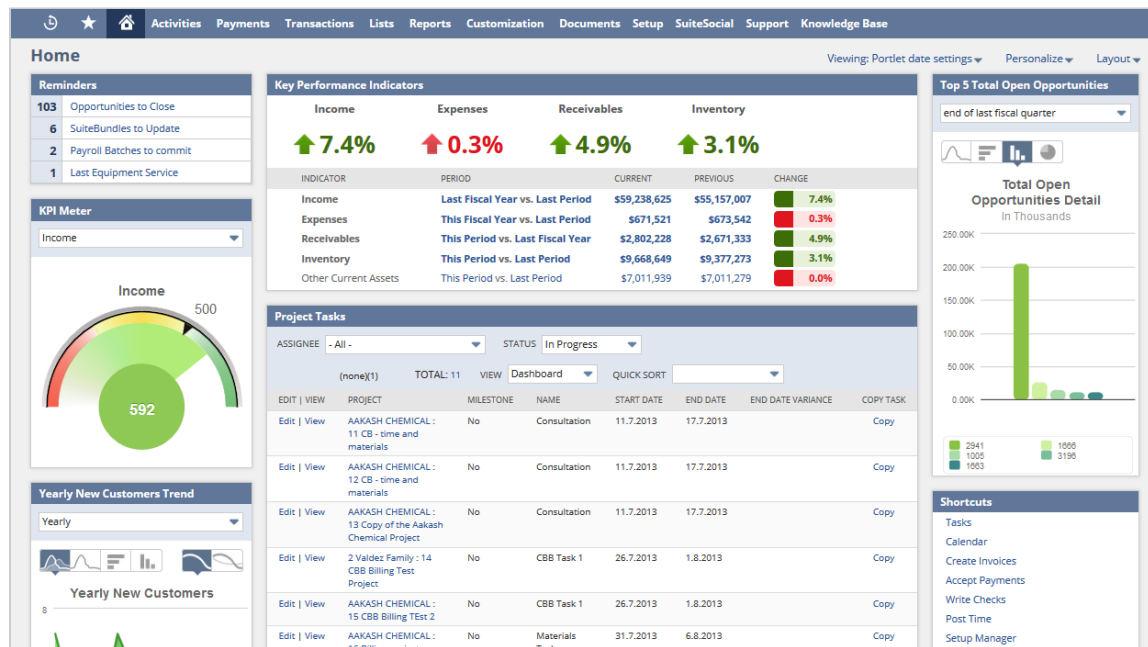 Activities Payments Transactions Lists Reports Customization Documents Setup SuiteSocial Support Knowledge Base
Home
Viewing: Portlet date settings Personalize Layout
Reminders
103 Opportunities to Close
6 SuiteBundles to Update
2 Payroll Batches to commit
1 Last Equipment Service
KPI Meter
Income
Income
500
592
Yearly New Customers Trend
Yearly
Yearly New Customers
8
Key Performance Indicators
Income Expenses Receivables Inventory
7.4% 0.3% 4.9% 3.1%
INDICATOR PERIOD CURRENT PREVIOUS CHANGE
Income Last Fiscal Year vs. Last Period $59,238,625 $55,157,007 7.4%
Expenses This Fiscal Year vs. Last Period $671,521 $673,542 0.3%
Receivables This Period vs. Last Fiscal Year $2,802,228 $2,671,333 4.9%
Inventory This Period vs. Last Period $9,668,649 $9,377,273 3.1%
Other Current Assets This Period vs. Last Period $7,011,939 $7,011,279 0.0%
Project Tasks
ASSIGNEE - All - STATUS In Progress
(none)(1) TOTAL: 11 VIEW Dashboard QUICK SORT
EDIT | VIEW PROJECT MILESTONE NAME START DATE END DATE END DATE VARIANCE COPY TASK
Edit | View AAKASH CHEMICAL : No Consultation 11.7.2013 17.7.2013 Copy
11 CB - time and
materials
Edit | View AAKASH CHEMICAL : No Consultation 11.7.2013 17.7.2013 Copy
12 CB - time and
materials
Edit | View AAKASH CHEMICAL : No Consultation 11.7.2013 17.7.2013 Copy
13 Copy of the Aakash
Chemical Project
Edit | View 2 Valdez Family : 14 No CBB Task 1 26.7.2013 1.8.2013 Copy
CBB Billing Test
Project
Edit | View AAKASH CHEMICAL : No CBB Task 1 26.7.2013 1.8.2013 Copy
15 CBB Billing TEst 2
Edit | View AAKASH CHEMICAL : No Materials 31.7.2013 6.8.2013 Copy
Top 5 Total Open Opportunities
end of last fiscal quarter
Total Open
Opportunities Detail
In Thousands
250.00K
200.00K
150.00K
100.00K
50.00K
0.00K
2941 1666
1005 3196
1663
Shortcuts
Tasks
Calendar
Create Invoices
Accept Payments
Write Checks
Post Time
Setup Manager